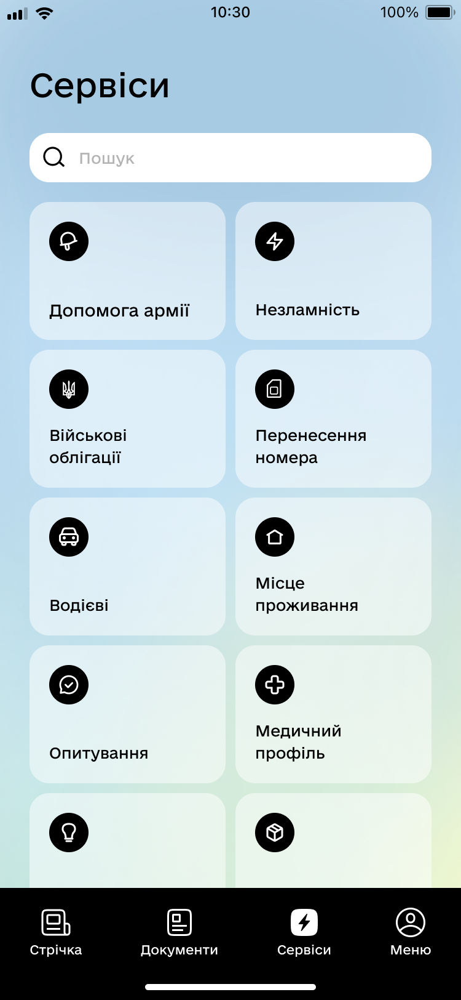 10:30
100%
Сервіси
Пошук
Допомога армії
Незламність
Військові
облігації
Перенесення
номера
Водієві
Місце
проживання
Опитування
Медичний
профіль
Стрічка
Документи
Сервіси
Меню